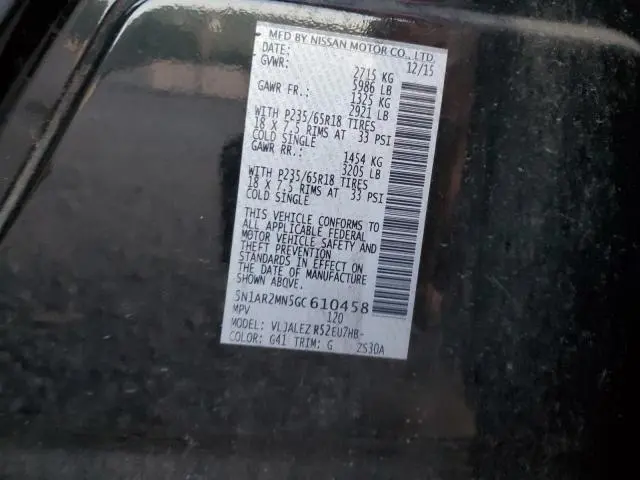 MFD BY NISSAN MOTOR CO., LTD.
DATE: 12/15
GVWR: 2715 KG
5986 LB
GAWR FR.: 1325 KG
2921 LB
WITH P235/65R18 TIRES
18 X 7.5 RIMS AT 33 PSI
COLD SINGLE
GAWR RR.: 1454 KG
3205 LB
WITH P235/65R18 TIRES
18 X 7.5 RIMS AT 33 PSI
COLD SINGLE
THIS VEHICLE CONFORMS TO
ALL APPLICABLE FEDERAL
MOTOR VEHICLE SAFETY AND
THEFT PREVENTION
STANDARDS IN EFFECT ON
THE DATE OF MANUFACTURE
SHOWN ABOVE.
5N1AR2MN5GC610458
MPV 120
MODEL: VLJALEZ R52EU7HB-
COLOR: G41 TRIM: G 2S30A